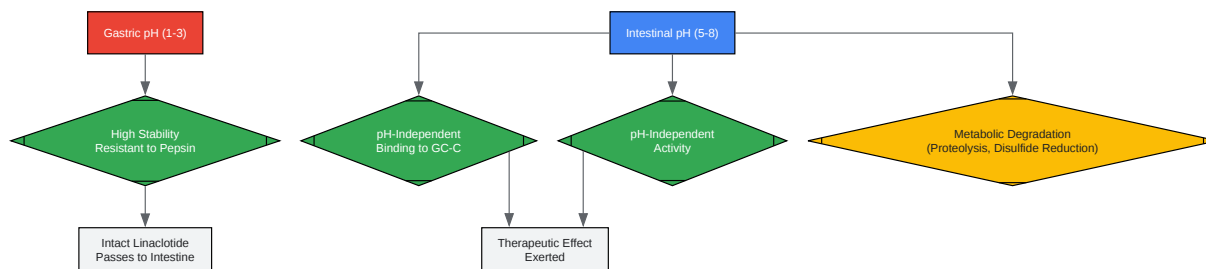 Gastric pH (1-3)
Intestinal pH (5-8)
High Stability
Resistant to Pepsin
pH-Independent
Binding to GC-C
pH-Independent
Activity
Metabolic Degradation
(Proteolysis, Disulfide Reduction)
Intact Linaclotide
Passes to Intestine
Therapeutic Effect
Exerted